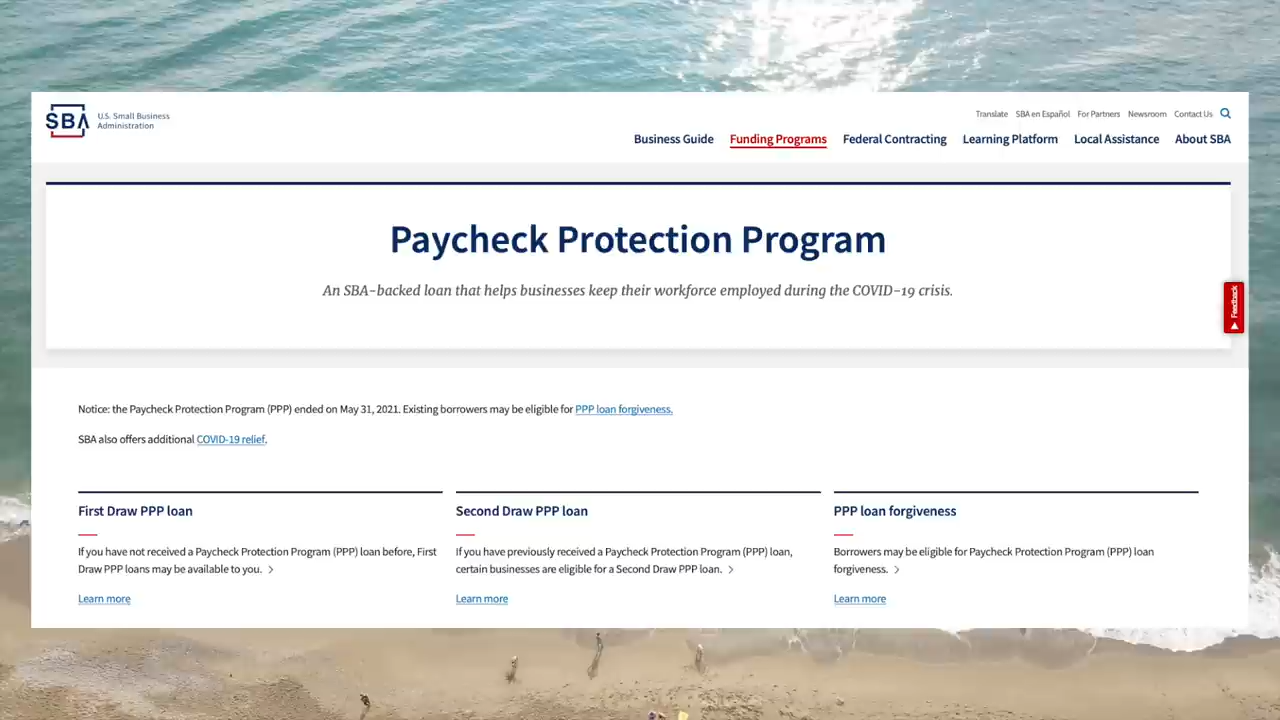 SBA
U.S. Small Business
Administration
Translate SBA en Español For Partners Newsroom Contact Us
Business Guide Funding Programs Federal Contracting Learning Platform Local Assistance About SBA
Paycheck Protection Program
An SBA-backed loan that helps businesses keep their workforce employed during the COVID-19 crisis.
Feedback
Notice: the Paycheck Protection Program (PPP) ended on May 31, 2021. Existing borrowers may be eligible for PPP loan forgiveness.
SBA also offers additional COVID-19 relief.
First Draw PPP loan
If you have not received a Paycheck Protection Program (PPP) loan before, First
Draw PPP loans may be available to you.
Learn more
Second Draw PPP loan
If you have previously received a Paycheck Protection Program (PPP) loan,
certain businesses are eligible for a Second Draw PPP loan.
Learn more
PPP loan forgiveness
Borrowers may be eligible for Paycheck Protection Program (PPP) loan
forgiveness.
Learn more